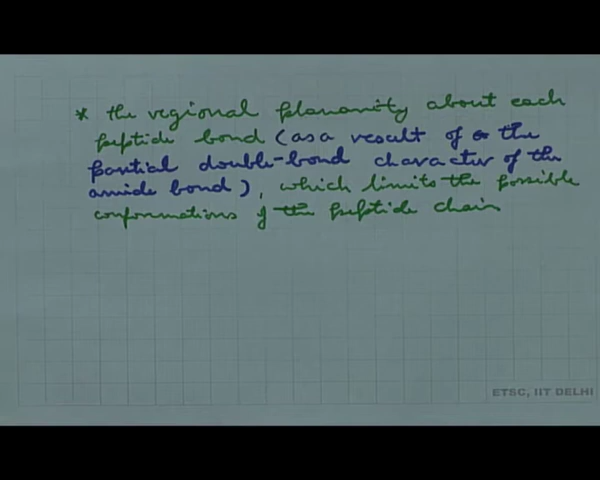 * the regional planarity about each
peptide bond (as a result of the
partial double-bond character of the
amide bond), which limits the possible
conformations of the peptide chain
ETSC, IIT DELHI